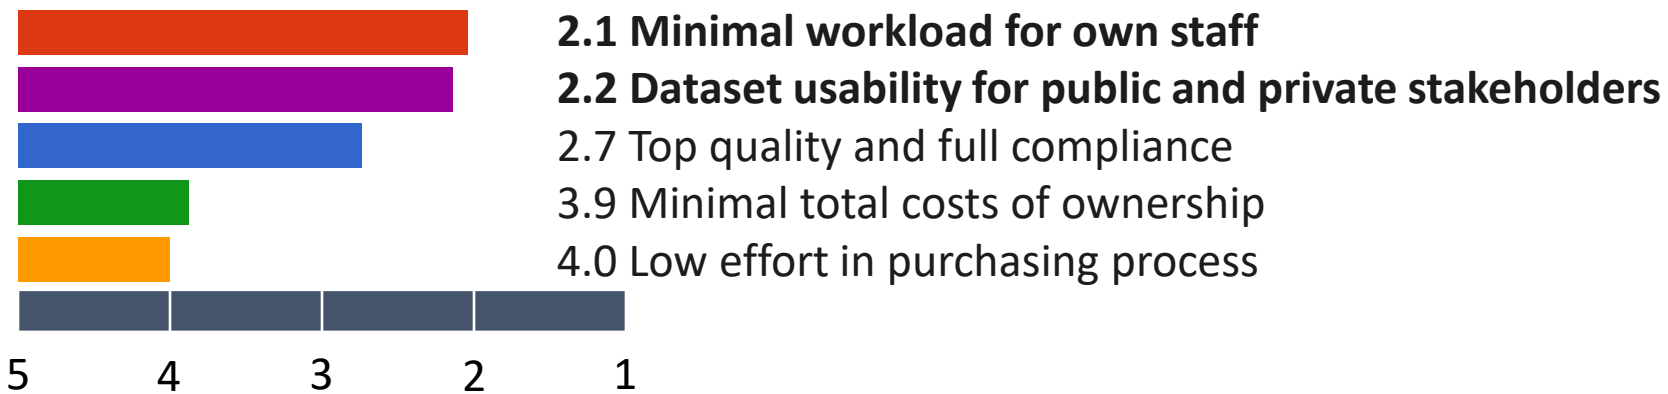 2.1 Minimal workload for own staff
2.2 Dataset usability for public and private stakeholders
2.7 Top quality and full compliance
3.9 Minimal total costs of ownership
4.0 Low effort in purchasing process
5 4 3 2 1